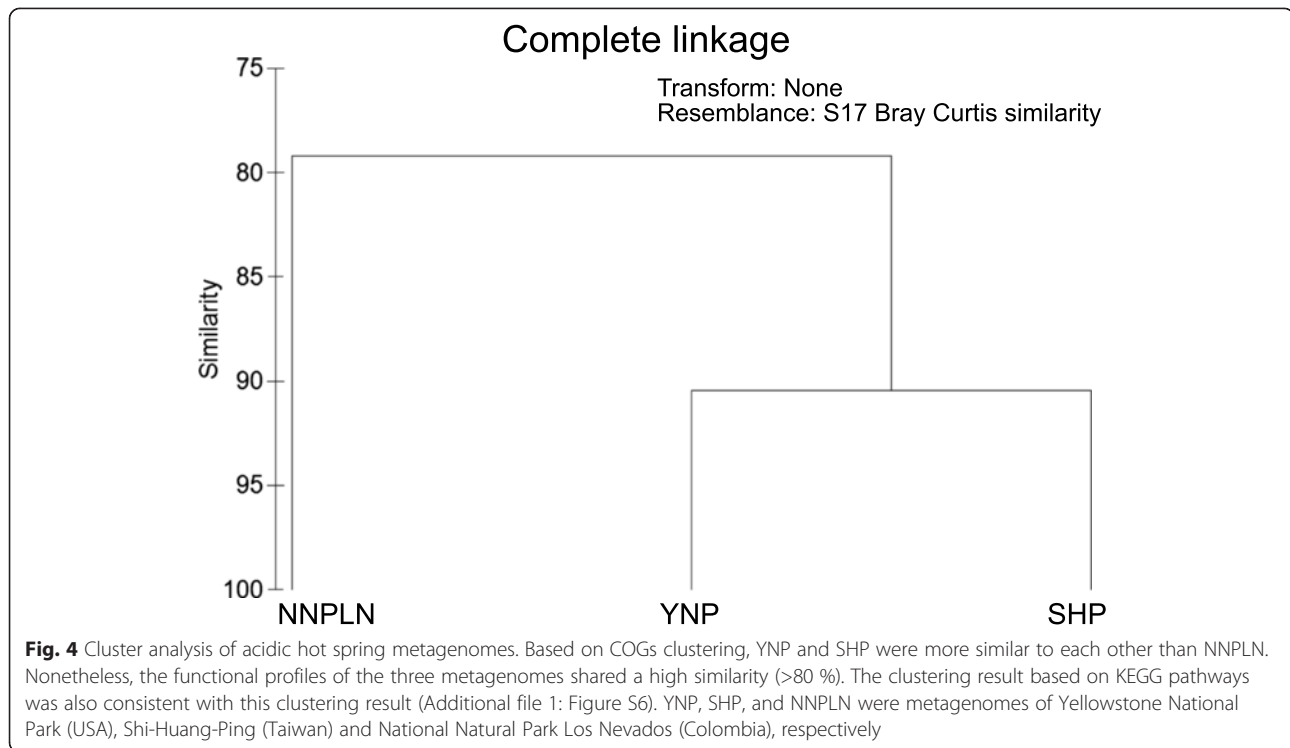 Complete linkage
Transform: None
Resemblance: S17 Bray Curtis similarity
75
80
85
90
95
100
Similarity
NNPLN YNP SHP
Fig. 4 Cluster analysis of acidic hot spring metagenomes. Based on COGs clustering, YNP and SHP were more similar to each other than NNPLN.
Nonetheless, the functional profiles of the three metagenomes shared a high similarity (>80 %). The clustering result based on KEGG pathways
was also consistent with this clustering result (Additional file 1: Figure S6). YNP, SHP, and NNPLN were metagenomes of Yellowstone National
Park (USA), Shi-Huang-Ping (Taiwan) and National Natural Park Los Nevados (Colombia), respectively